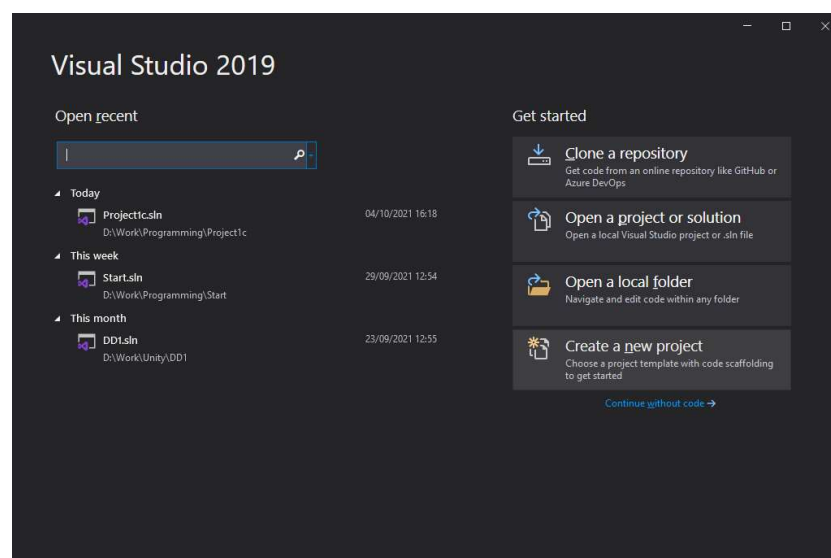 Visual Studio 2019
Open recent
Today
Project1c.sln 04/10/2021 16:18
D:\Work\Programming\Project1c
This week
Start.sln 29/09/2021 12:54
D:\Work\Programming\Start
This month
DD1.sln 23/09/2021 12:55
D:\Work\Unity\DD1
Get started
Clone a repository
Get code from an online repository like GitHub or
Azure DevOps
Open a project or solution
Open a local Visual Studio project or .sln file
Open a local folder
Navigate and edit code within any folder
Create a new project
Choose a project template with code scaffolding
to get started
Continue without code →